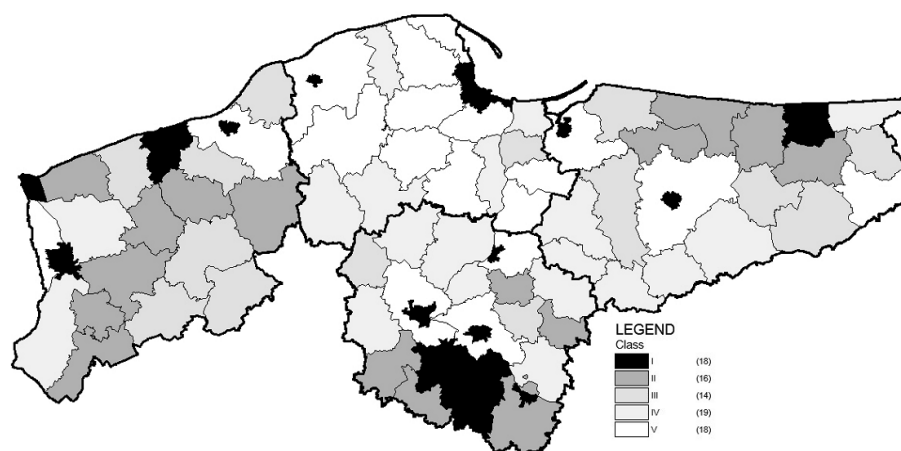 LEGEND
Class
I (18)
II (16)
III (14)
IV (19)
V (18)